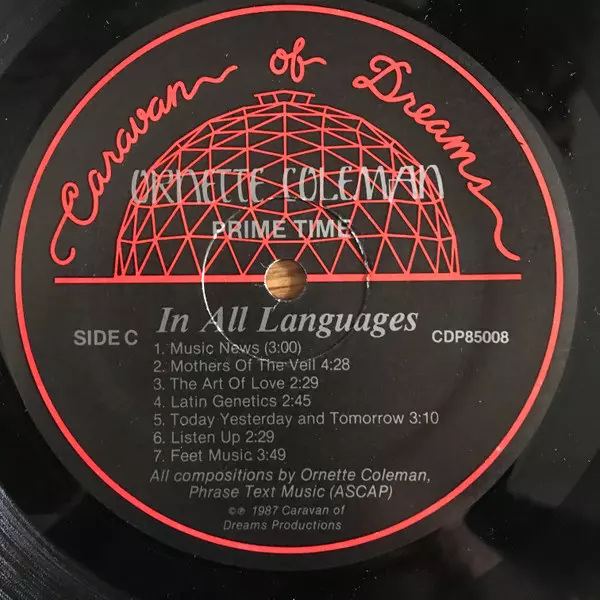 Caravan of Dreams
ORNETTE COLEMAN
PRIME TIME
In All Languages
SIDE C
CDP85008
1. Music News (3:00)
2. Mothers Of The Veil 4:28
3. The Art Of Love 2:29
4. Latin Genetics 2:45
5. Today Yesterday and Tomorrow 3:10
6. Listen Up 2:29
7. Feet Music 3:49
All compositions by Ornette Coleman,
Phrase Text Music (ASCAP)
©℗ 1987 Caravan of
Dreams Productions